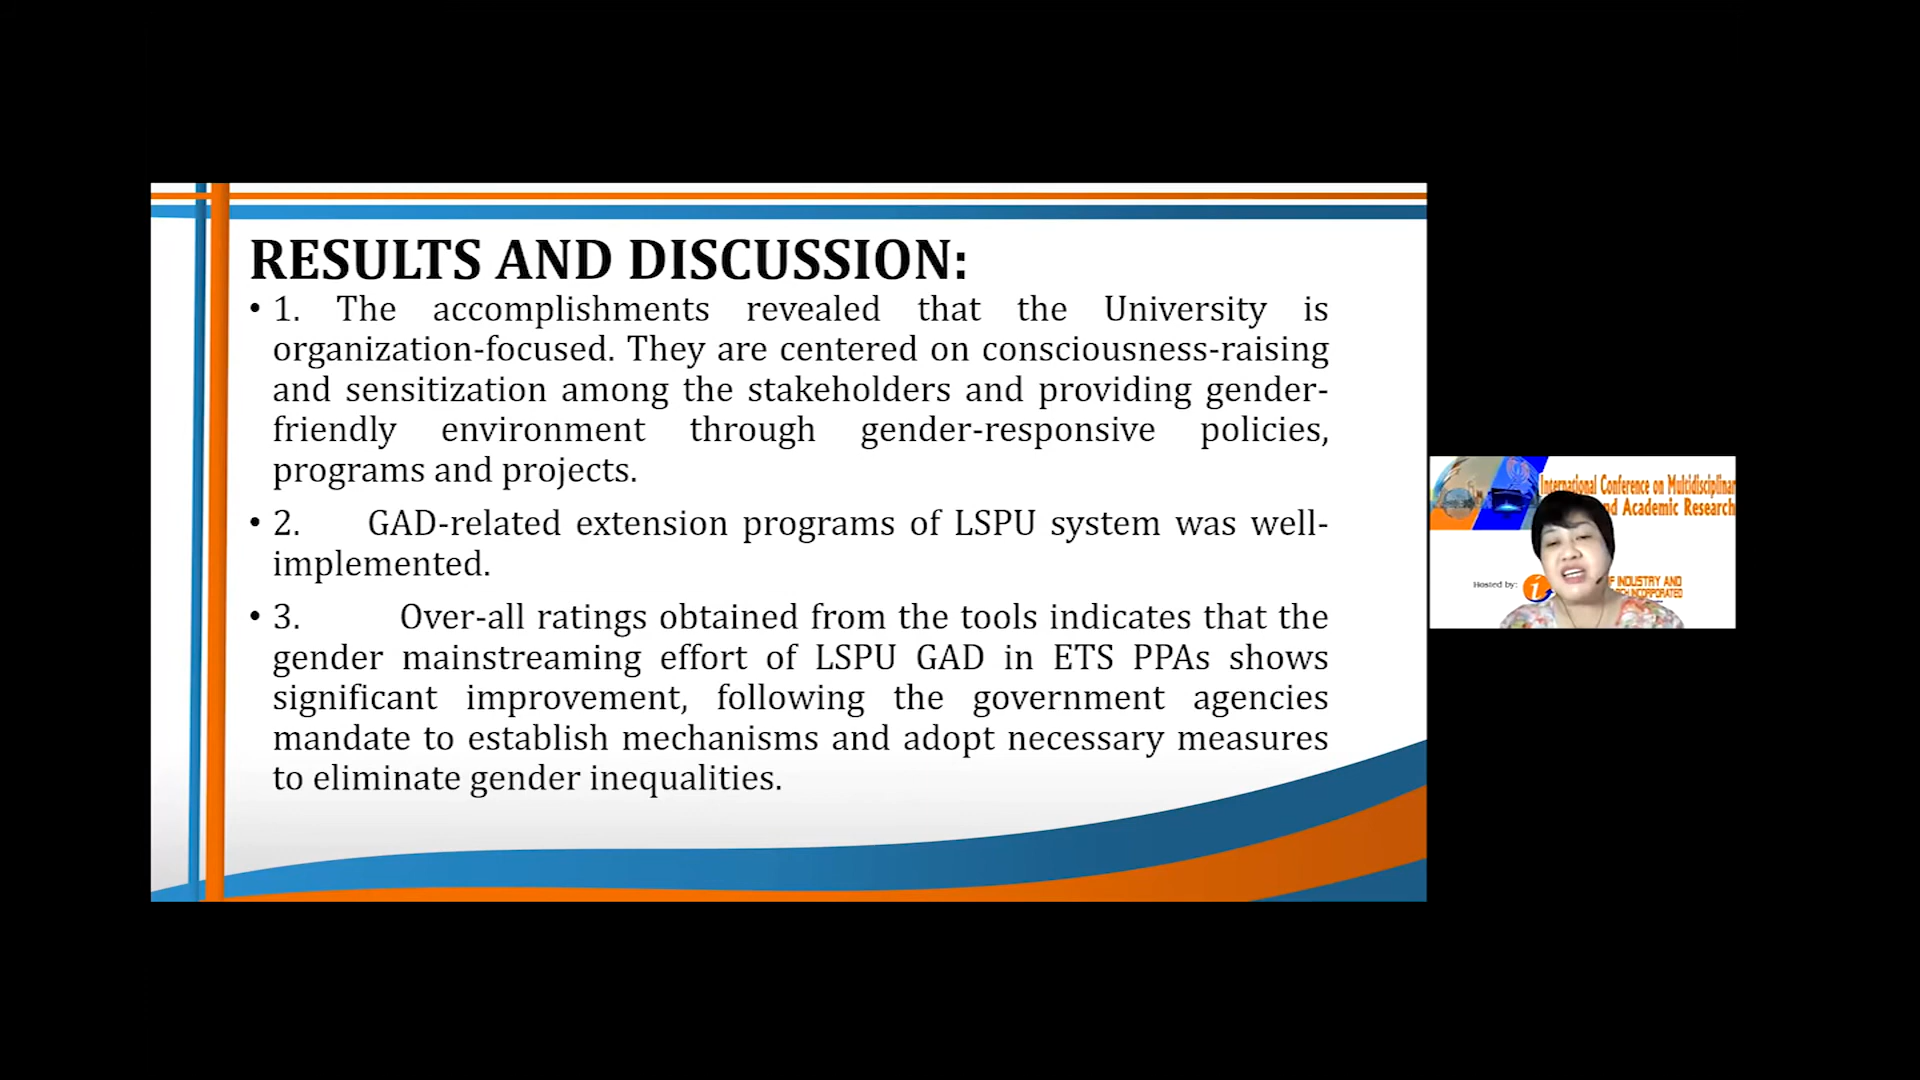 RESULTS AND DISCUSSION:
• 1. The accomplishments revealed that the University is
organization-focused. They are centered on consciousness-raising
and sensitization among the stakeholders and providing gender-
friendly environment through gender-responsive policies,
programs and projects.
• 2. GAD-related extension programs of LSPU system was well-
implemented.
• 3. Over-all ratings obtained from the tools indicates that the
gender mainstreaming effort of LSPU GAD in ETS PPAs shows
significant improvement, following the government agencies
mandate to establish mechanisms and adopt necessary measures
to eliminate gender inequalities.
International Conference on Multidisciplinar
nd Academic Research
Hosted by:
F INDUSTRY AND
INCORPORATED